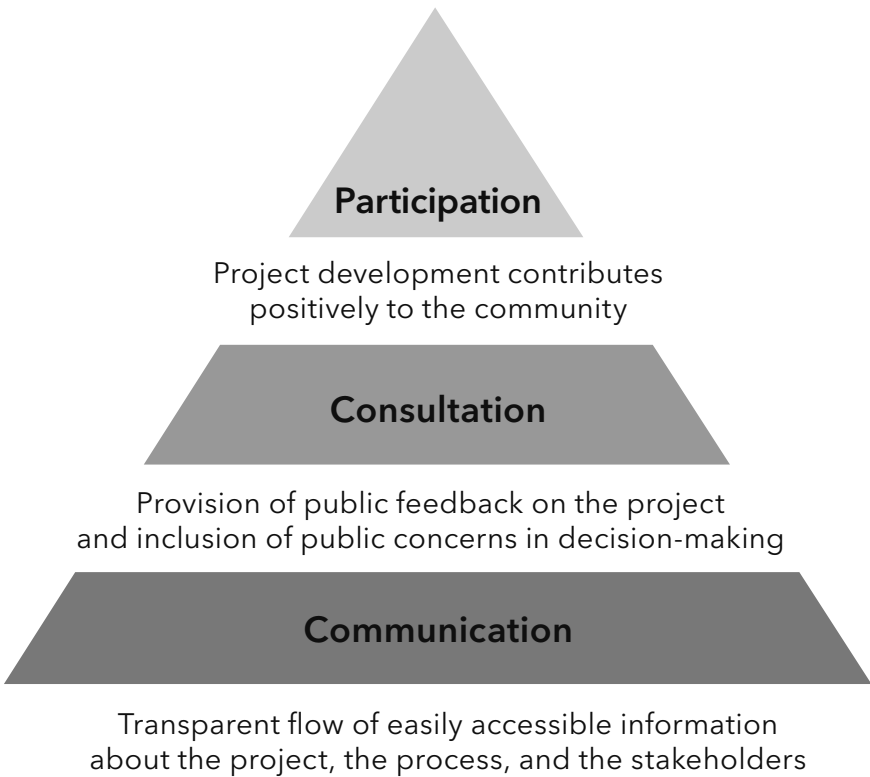 Participation
Project development contributes
positively to the community
Consultation
Provision of public feedback on the project
and inclusion of public concerns in decision-making
Communication
Transparent flow of easily accessible information
about the project, the process, and the stakeholders